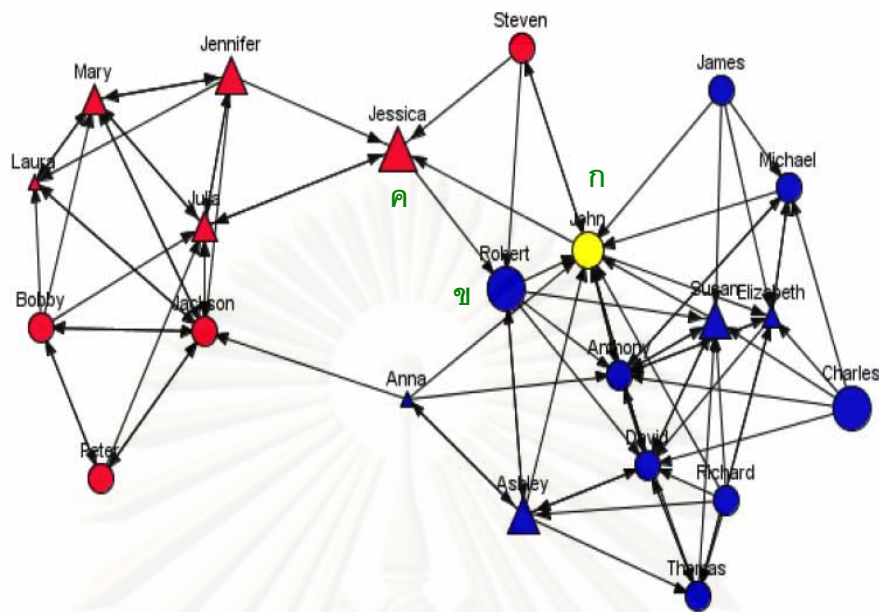 Steven
Jennifer
James
Mary
Jessica
Michael
Laura
ค
ก
Julia
John
Robert
ข
Susan
Elizabeth
Bobby
Jackson
Anthony
Anna
Charles
David
Peter
Ashley
Richard
Thomas